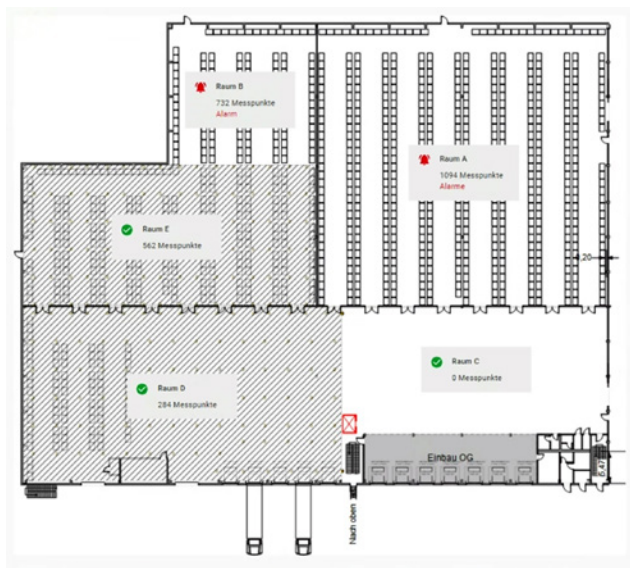 Raum B
732 Messpunkte
Alarm
Raum A
1094 Messpunkte
Alarme
Raum E
562 Messpunkte
Raum C
0 Messpunkte
Raum D
284 Messpunkte
Einbau OG
Nach oben